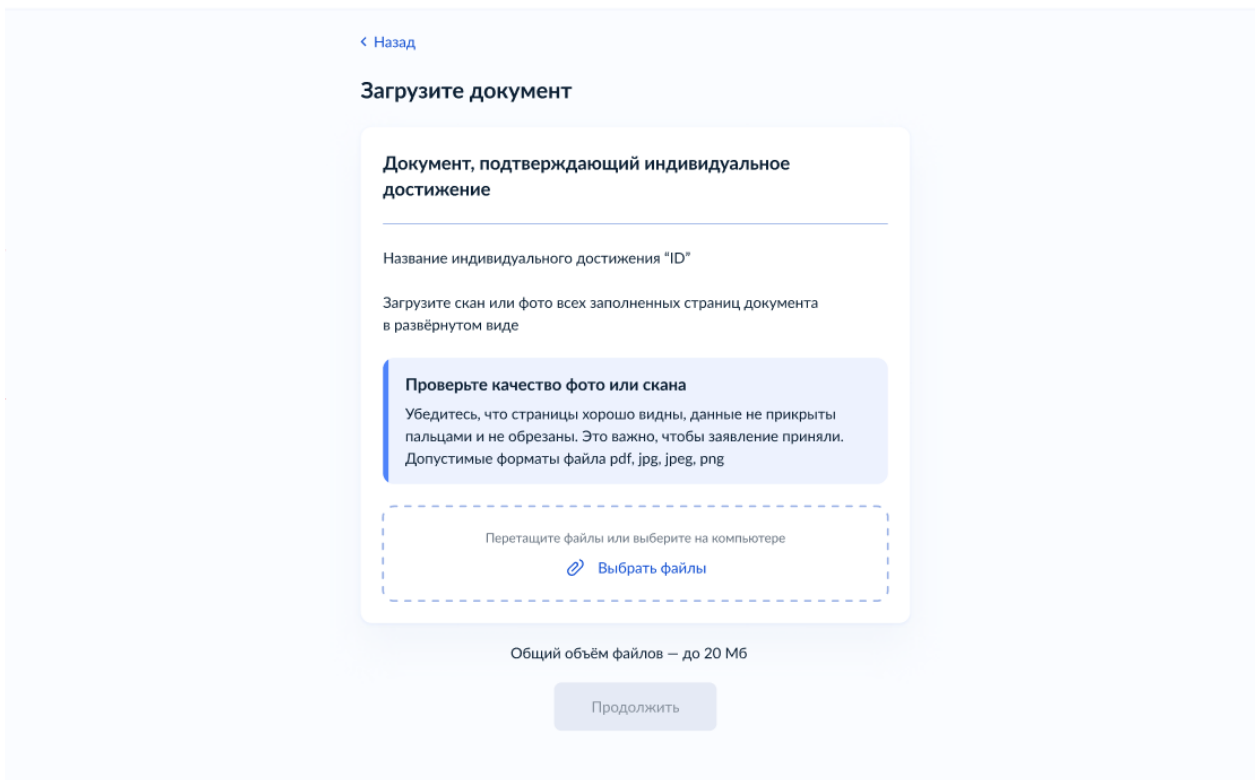 Назад
Загрузите документ
Документ, подтверждающий индивидуальное
достижение
Название индивидуального достижения “ID”
Загрузите скан или фото всех заполненных страниц документа
в развёрнутом виде
Проверьте качество фото или скана
Убедитесь, что страницы хорошо видны, данные не прикрыты
пальцами и не обрезаны. Это важно, чтобы заявление приняли.
Допустимые форматы файла pdf, jpg, jpeg, png
Перетащите файлы или выберите на компьютере
Выбрать файлы
Общий объём файлов — до 20 Мб
Продолжить